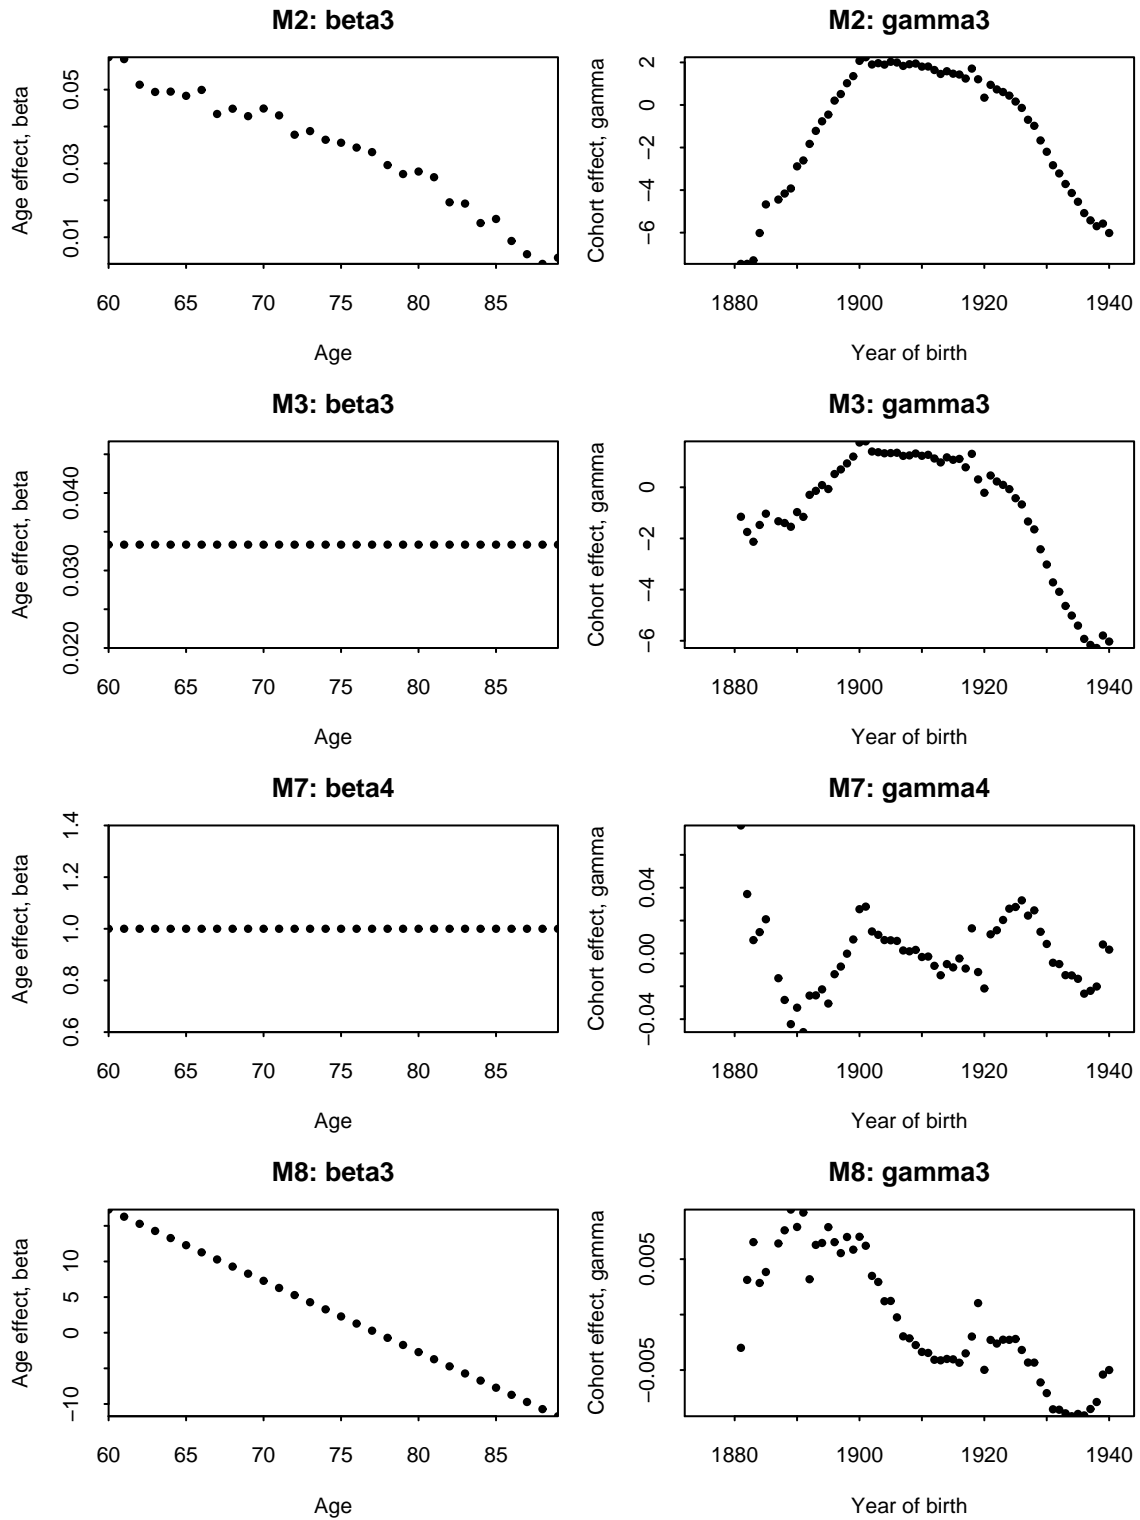 M2: beta3
Age effect, beta
0.01 0.03 0.05
60 65 70 75 80 85
Age
M2: gamma3
Cohort effect, gamma
−6 −4 −2 0 2
1880 1900 1920 1940
Year of birth
M3: beta3
Age effect, beta
0.020 0.030 0.040
60 65 70 75 80 85
Age
M3: gamma3
Cohort effect, gamma
−6 −4 −2 0
1880 1900 1920 1940
Year of birth
M7: beta4
Age effect, beta
0.6 0.8 1.0 1.2 1.4
60 65 70 75 80 85
Age
M7: gamma4
Cohort effect, gamma
−0.04 0.00 0.04
1880 1900 1920 1940
Year of birth
M8: beta3
Age effect, beta
−10 0 5 10
60 65 70 75 80 85
Age
M8: gamma3
Cohort effect, gamma
−0.005 0.005
1880 1900 1920 1940
Year of birth